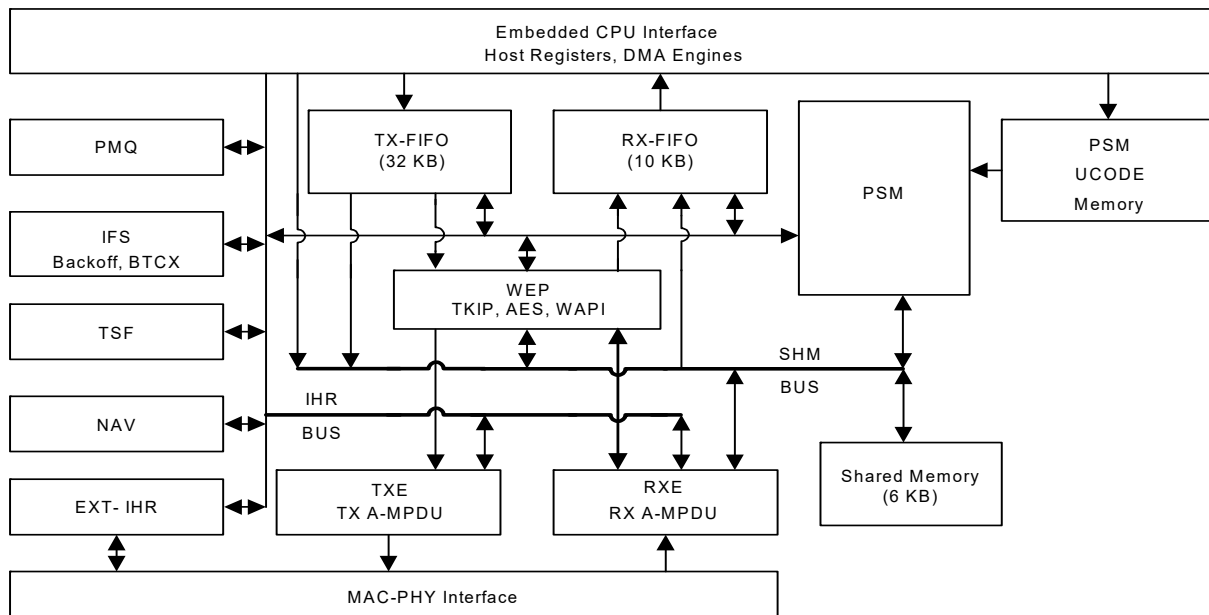 Embedded CPU Interface
Host Registers, DMA Engines
PMQ
TX-FIFO
(32 KB)
RX-FIFO
(10 KB)
PSM
PSM
UCODE
Memory
IFS
Backoff, BTCX
WEP
TKIP, AES, WAPI
TSF
SHM
BUS
IHR
BUS
NAV
Shared Memory
(6 KB)
EXT- IHR
TXE
TX A-MPDU
RXE
RX A-MPDU
MAC-PHY Interface